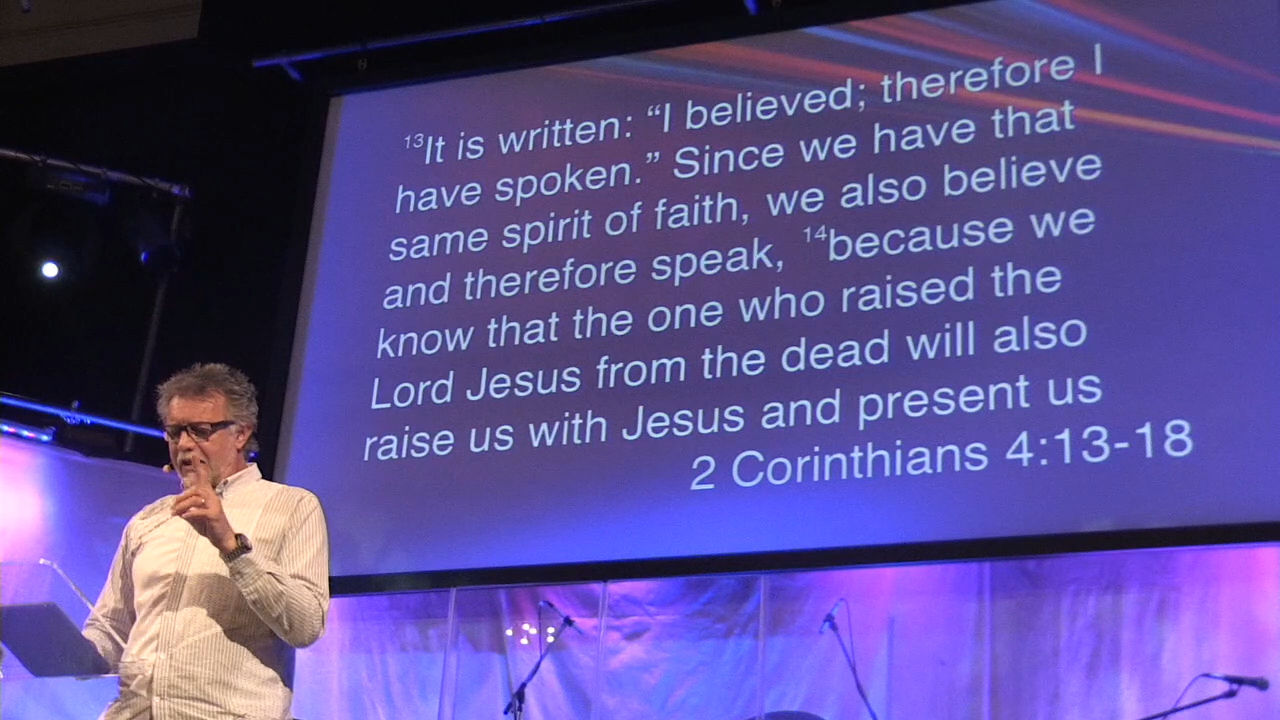 ¹³It is written: “I believed; therefore I
have spoken.” Since we have that
same spirit of faith, we also believe
and therefore speak, ¹⁴because we
know that the one who raised the
Lord Jesus from the dead will also
raise us with Jesus and present us
2 Corinthians 4:13-18